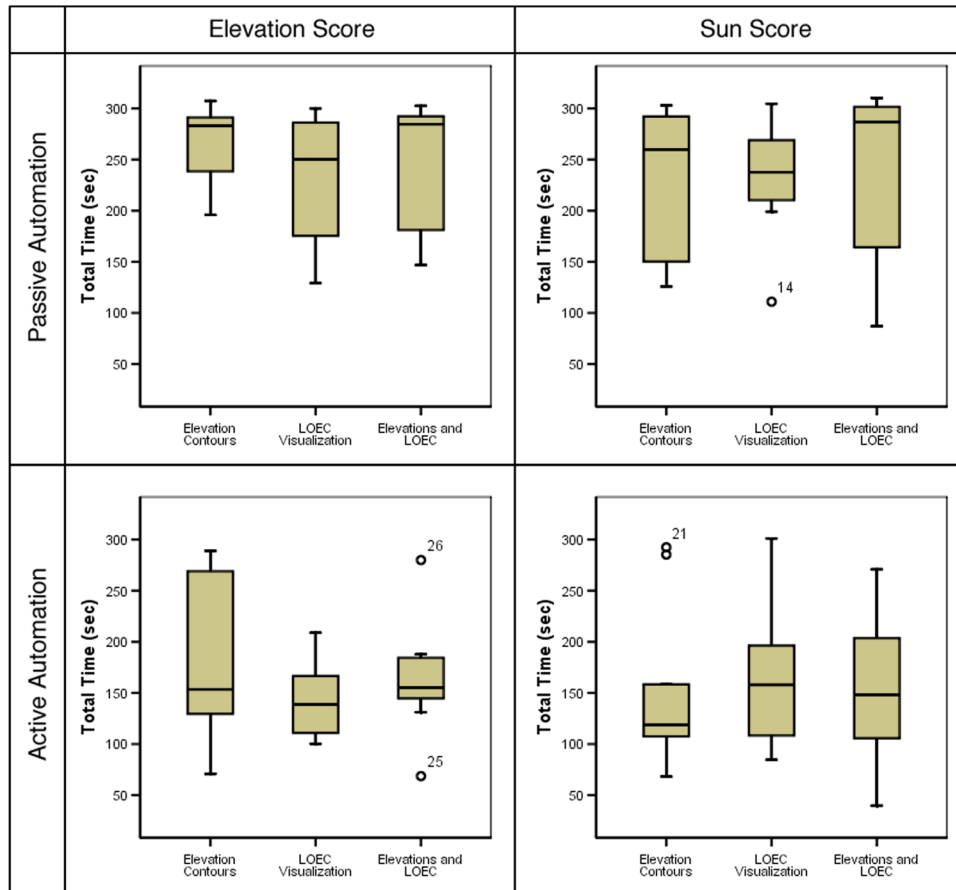 Elevation Score
Sun Score
Passive Automation
Total Time (sec)
300
250
200
150
100
50
Elevation
Contours
LOEC
Visualization
Elevations and
LOEC
Total Time (sec)
300
250
200
150
100
50
14
Elevation
Contours
LOEC
Visualization
Elevations and
LOEC
Active Automation
Total Time (sec)
300
250
200
150
100
50
26
25
Elevation
Contours
LOEC
Visualization
Elevations and
LOEC
Total Time (sec)
300
250
200
150
100
50
21
Elevation
Contours
LOEC
Visualization
Elevations and
LOEC